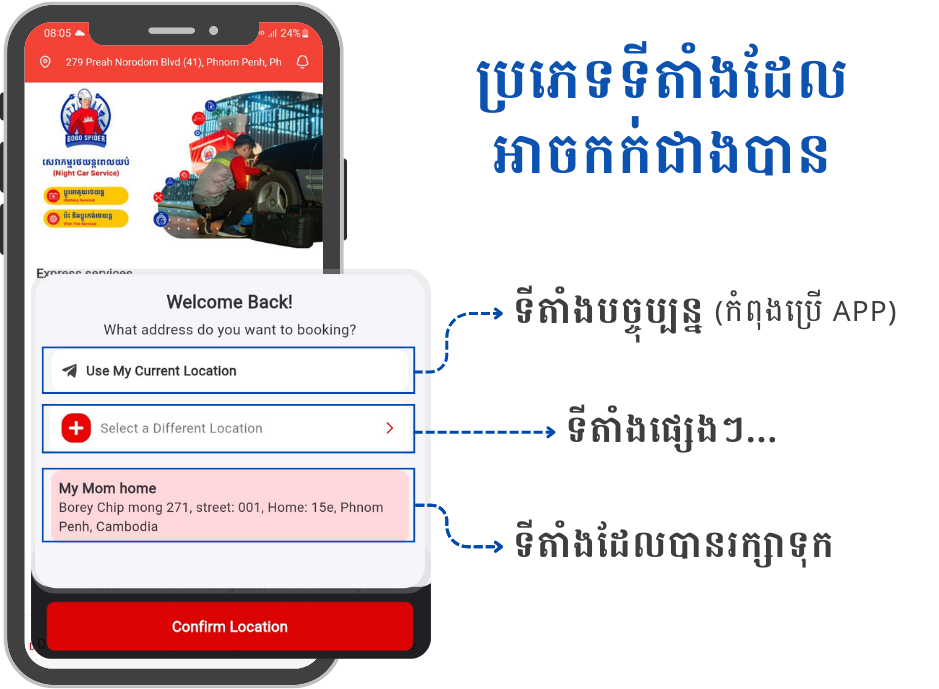 08:05 24%
279 Preah Norodom Blvd (41), Phnom Penh, Ph
GOGO SPIDER
សេវាកម្មរថយន្តពេលយប់
(Night Car Service)
ប្តូរអាគុយរថយន្ត
(Battery Service)
ប៉ះ និងប្តូរកង់រថយន្ត
(Flat Tire Service)
Express services
Welcome Back!
What address do you want to booking?
Use My Current Location
Select a Different Location
My Mom home
Borey Chip mong 271, street: 001, Home: 15e, Phnom
Penh, Cambodia
Confirm Location
ប្រភេទទីតាំងដែល
អាចកក់ជាងបាន
ទីតាំងបច្ចុប្បន្ន (កំពុងប្រើ APP)
ទីតាំងផ្សេងៗ...
ទីតាំងដែលបានរក្សាទុក